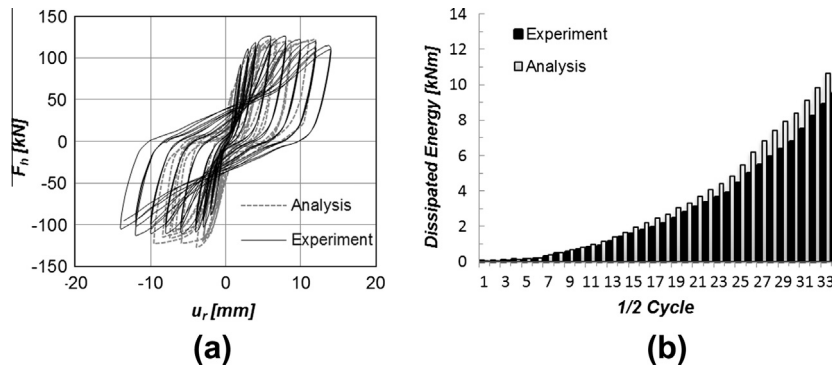 150
100
50
0
-50
-100
-150
F_h [kN]
-20 -10 0 10 20
u_r [mm]
Analysis
Experiment
(a)
14
12
10
8
6
4
2
0
Dissipated Energy [kNm]
Experiment
Analysis
1 3 5 7 9 11 13 15 17 19 21 23 25 27 29 31 33
1/2 Cycle
(b)